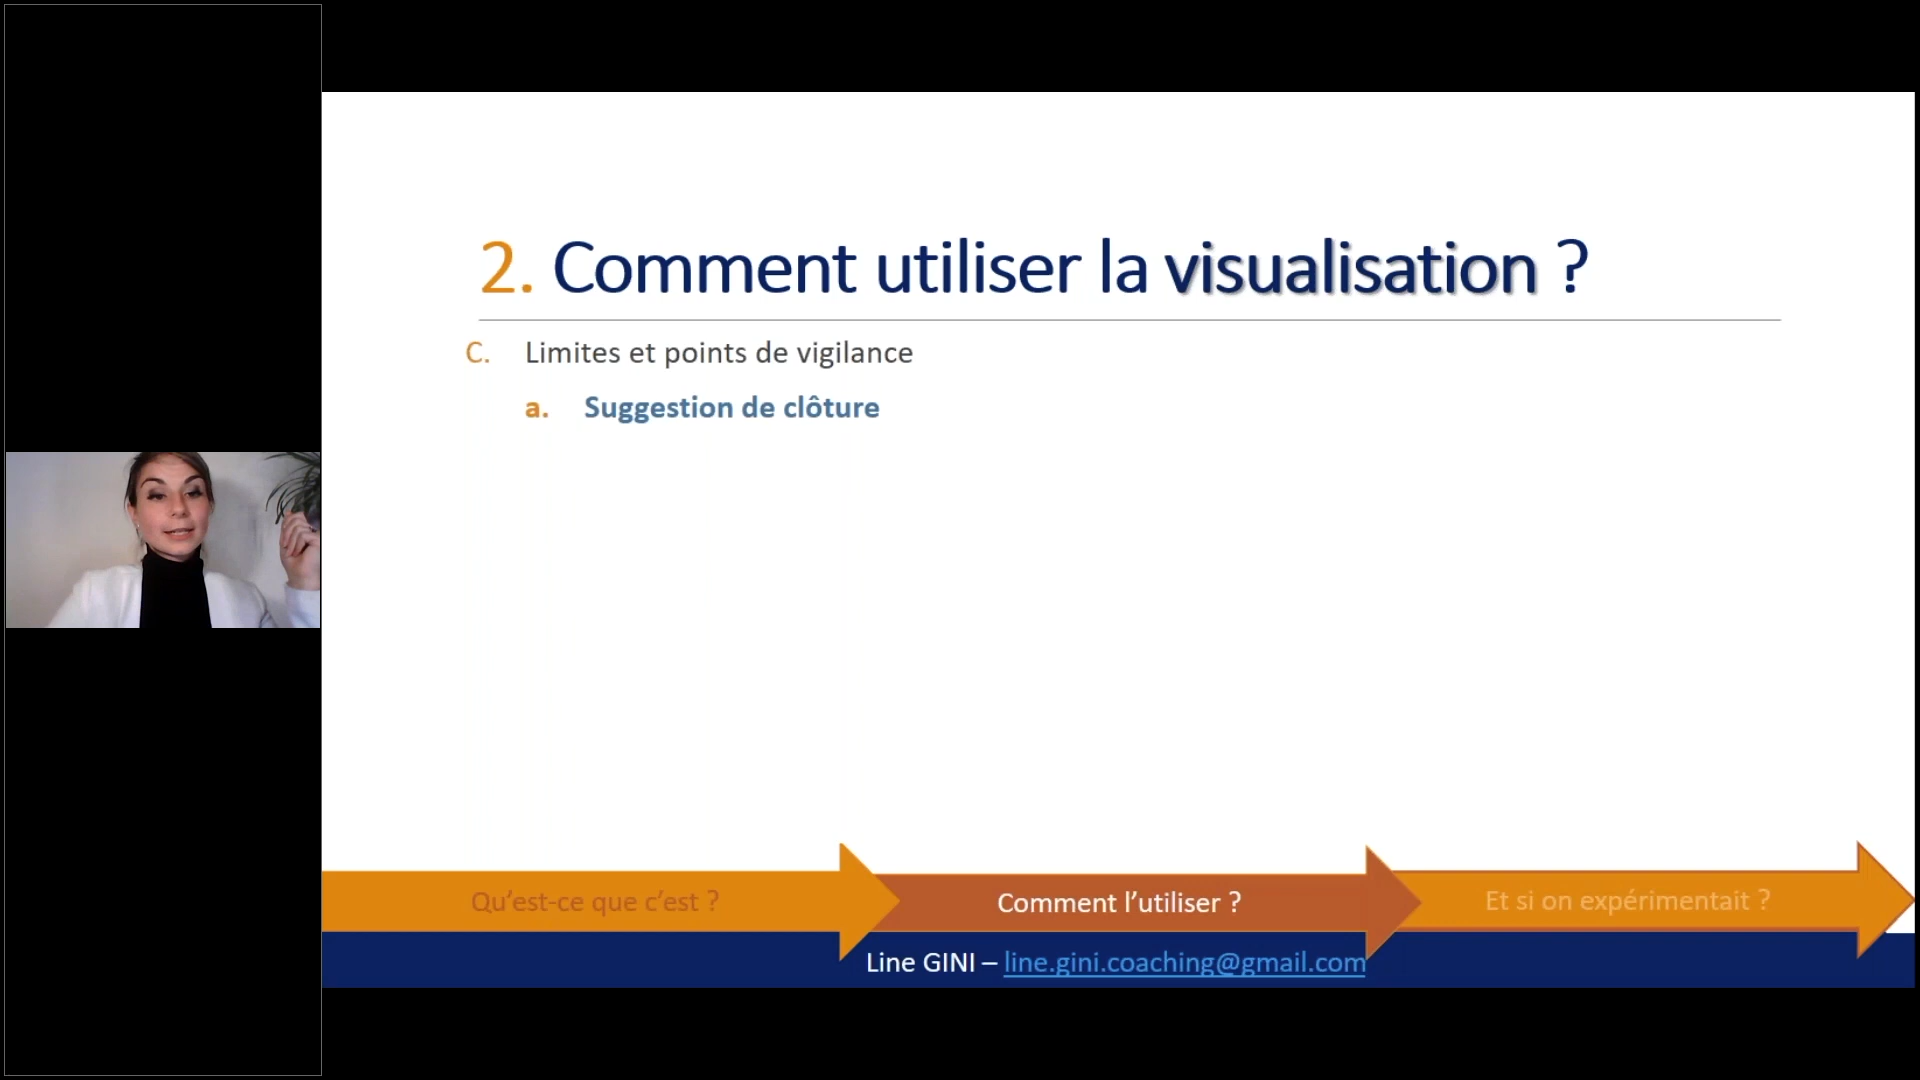 2. Comment utiliser la visualisation ?
C. Limites et points de vigilance
a. Suggestion de clôture
Qu’est-ce que c’est ?
Comment l’utiliser ?
Et si on expérimentait ?
Line GINI – line.gini.coaching@gmail.com